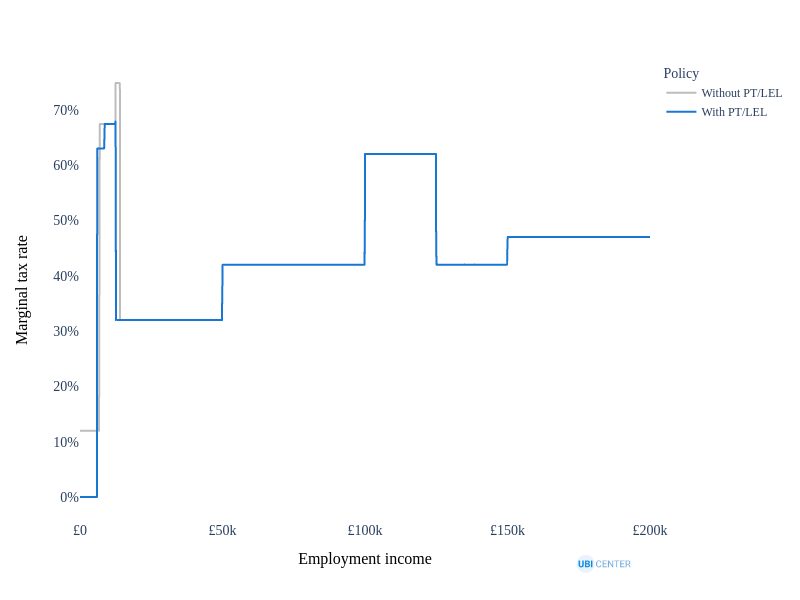 Policy
Without PT/LEL
With PT/LEL
70%
60%
50%
40%
30%
20%
10%
0%
Marginal tax rate
£0
£50k
£100k
£150k
£200k
Employment income
UBI CENTER